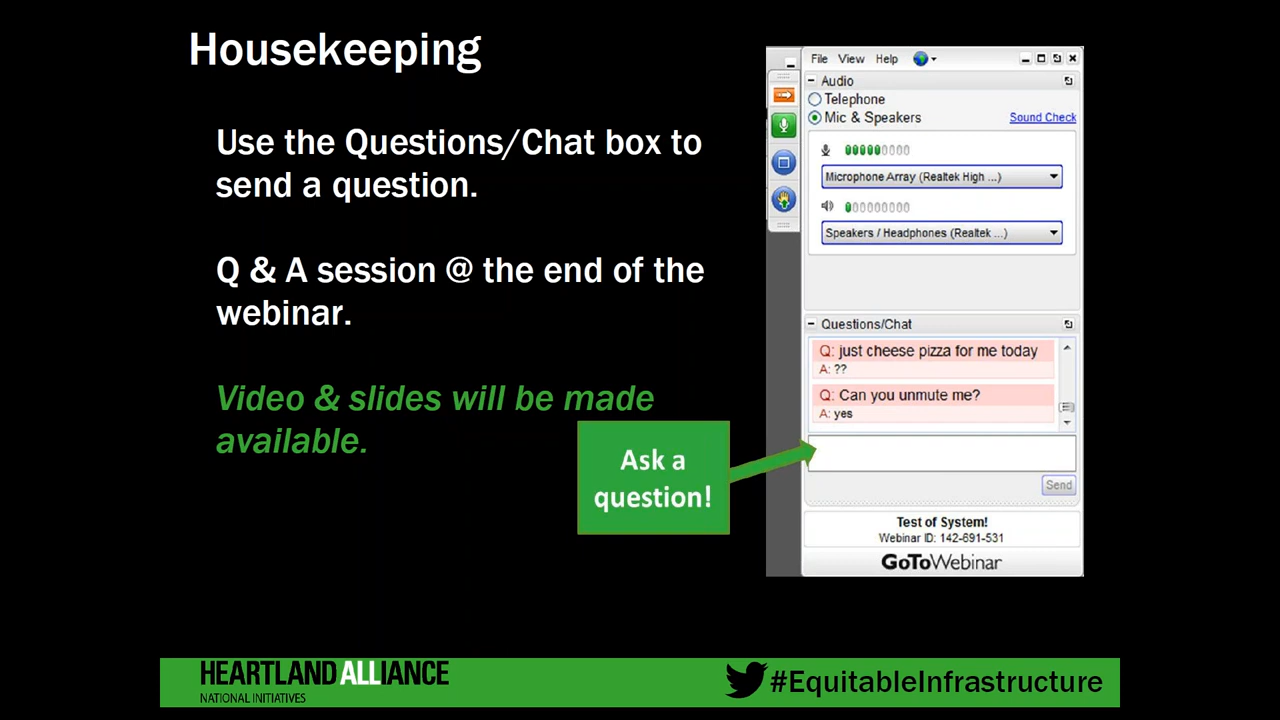 Housekeeping
Use the Questions/Chat box to
send a question.
Q & A session @ the end of the
webinar.
Video & slides will be made
available.
Ask a
question!
File View Help
Audio
Telephone
Mic & Speakers
Sound Check
Microphone Array (Realtek High ...)
Speakers / Headphones (Realtek ...)
Questions/Chat
Q: just cheese pizza for me today
A: ??
Q: Can you unmute me?
A: yes
Send
Test of System!
Webinar ID: 142-691-531
GoToWebinar
HEARTLAND ALLIANCE
NATIONAL INITIATIVES
#EquitableInfrastructure